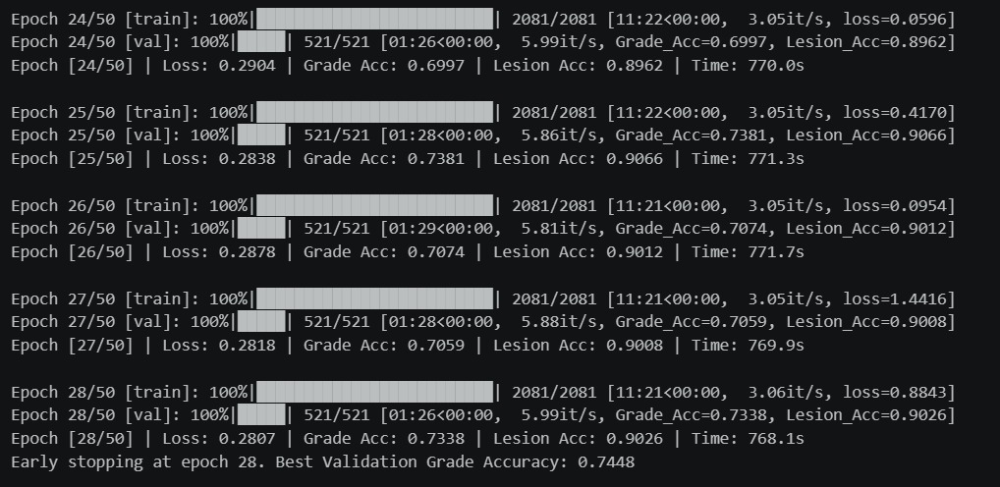 Epoch 24/50 [train]: 100%|██████████████████████████| 2081/2081 [11:22<00:00,  3.05it/s, loss=0.0596]
Epoch 24/50 [val]: 100%|█████| 521/521 [01:26<00:00,  5.99it/s, Grade_Acc=0.6997, Lesion_Acc=0.8962]
Epoch [24/50] | Loss: 0.2904 | Grade Acc: 0.6997 | Lesion Acc: 0.8962 | Time: 770.0s
Epoch 25/50 [train]: 100%|██████████████████████████| 2081/2081 [11:22<00:00,  3.05it/s, loss=0.4170]
Epoch 25/50 [val]: 100%|█████| 521/521 [01:28<00:00,  5.86it/s, Grade_Acc=0.7381, Lesion_Acc=0.9066]
Epoch [25/50] | Loss: 0.2838 | Grade Acc: 0.7381 | Lesion Acc: 0.9066 | Time: 771.3s
Epoch 26/50 [train]: 100%|██████████████████████████| 2081/2081 [11:21<00:00,  3.05it/s, loss=0.0954]
Epoch 26/50 [val]: 100%|█████| 521/521 [01:29<00:00,  5.81it/s, Grade_Acc=0.7074, Lesion_Acc=0.9012]
Epoch [26/50] | Loss: 0.2878 | Grade Acc: 0.7074 | Lesion Acc: 0.9012 | Time: 771.7s
Epoch 27/50 [train]: 100%|██████████████████████████| 2081/2081 [11:21<00:00,  3.05it/s, loss=1.4416]
Epoch 27/50 [val]: 100%|█████| 521/521 [01:28<00:00,  5.88it/s, Grade_Acc=0.7059, Lesion_Acc=0.9008]
Epoch [27/50] | Loss: 0.2818 | Grade Acc: 0.7059 | Lesion Acc: 0.9008 | Time: 769.9s
Epoch 28/50 [train]: 100%|██████████████████████████| 2081/2081 [11:21<00:00,  3.06it/s, loss=0.8843]
Epoch 28/50 [val]: 100%|█████| 521/521 [01:26<00:00,  5.99it/s, Grade_Acc=0.7338, Lesion_Acc=0.9026]
Epoch [28/50] | Loss: 0.2807 | Grade Acc: 0.7338 | Lesion Acc: 0.9026 | Time: 768.1s
Early stopping at epoch 28. Best Validation Grade Accuracy: 0.7448